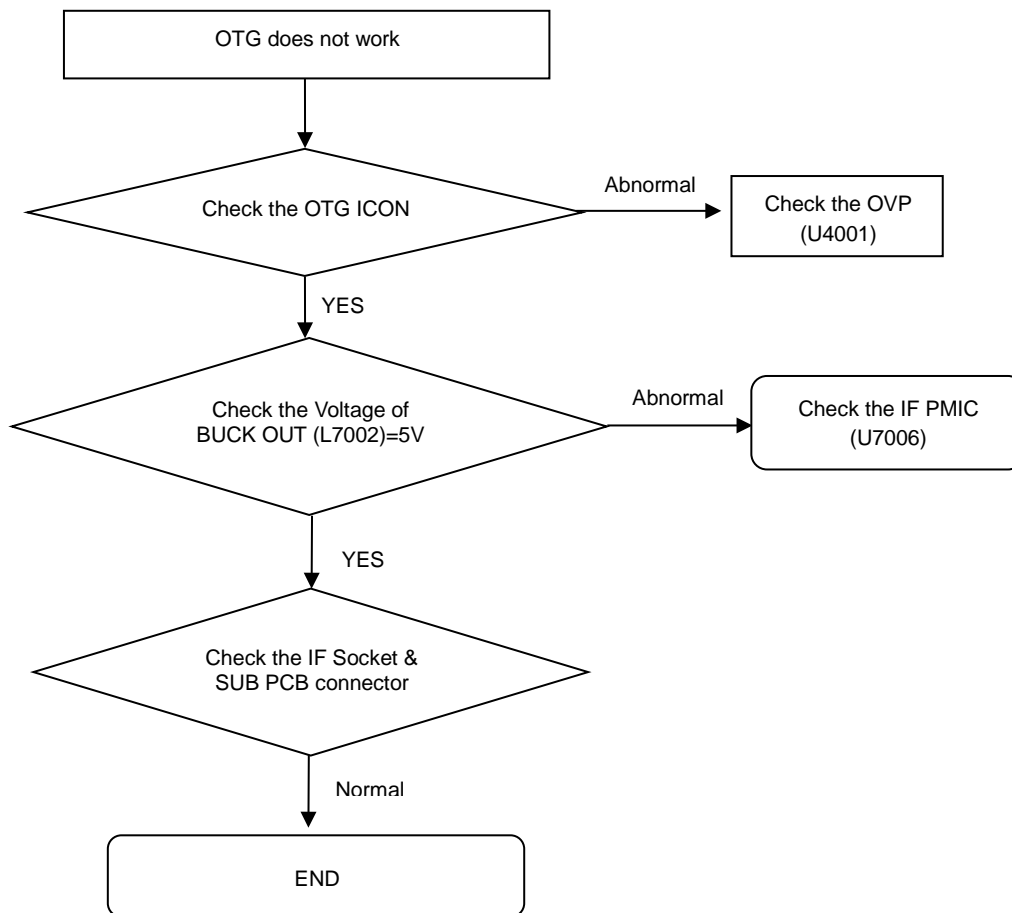 OTG does not work
Check the OTG ICON
Abnormal
Check the OVP
(U4001)
YES
Check the Voltage of
BUCK OUT (L7002)=5V
Abnormal
Check the IF PMIC
(U7006)
YES
Check the IF Socket &
SUB PCB connector
Normal
END